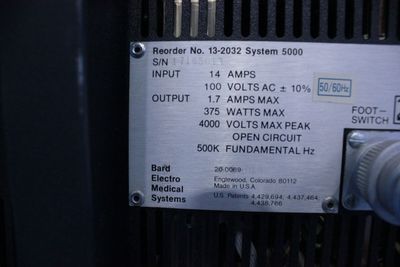 Reorder No. 13-2032 System 5000
S/N
INPUT 14 AMPS
100 VOLTS AC ± 10% 50/60Hz
OUTPUT 1.7 AMPS MAX
375 WATTS MAX
4000 VOLTS MAX PEAK
OPEN CIRCUIT
500K FUNDAMENTAL Hz
FOOT-
SWITCH
Bard 20-0069
Electro Englewood, Colorado 80112
Medical Made in U.S.A.
Systems U.S. Patents 4,429,694; 4,437,464;
4,438,766